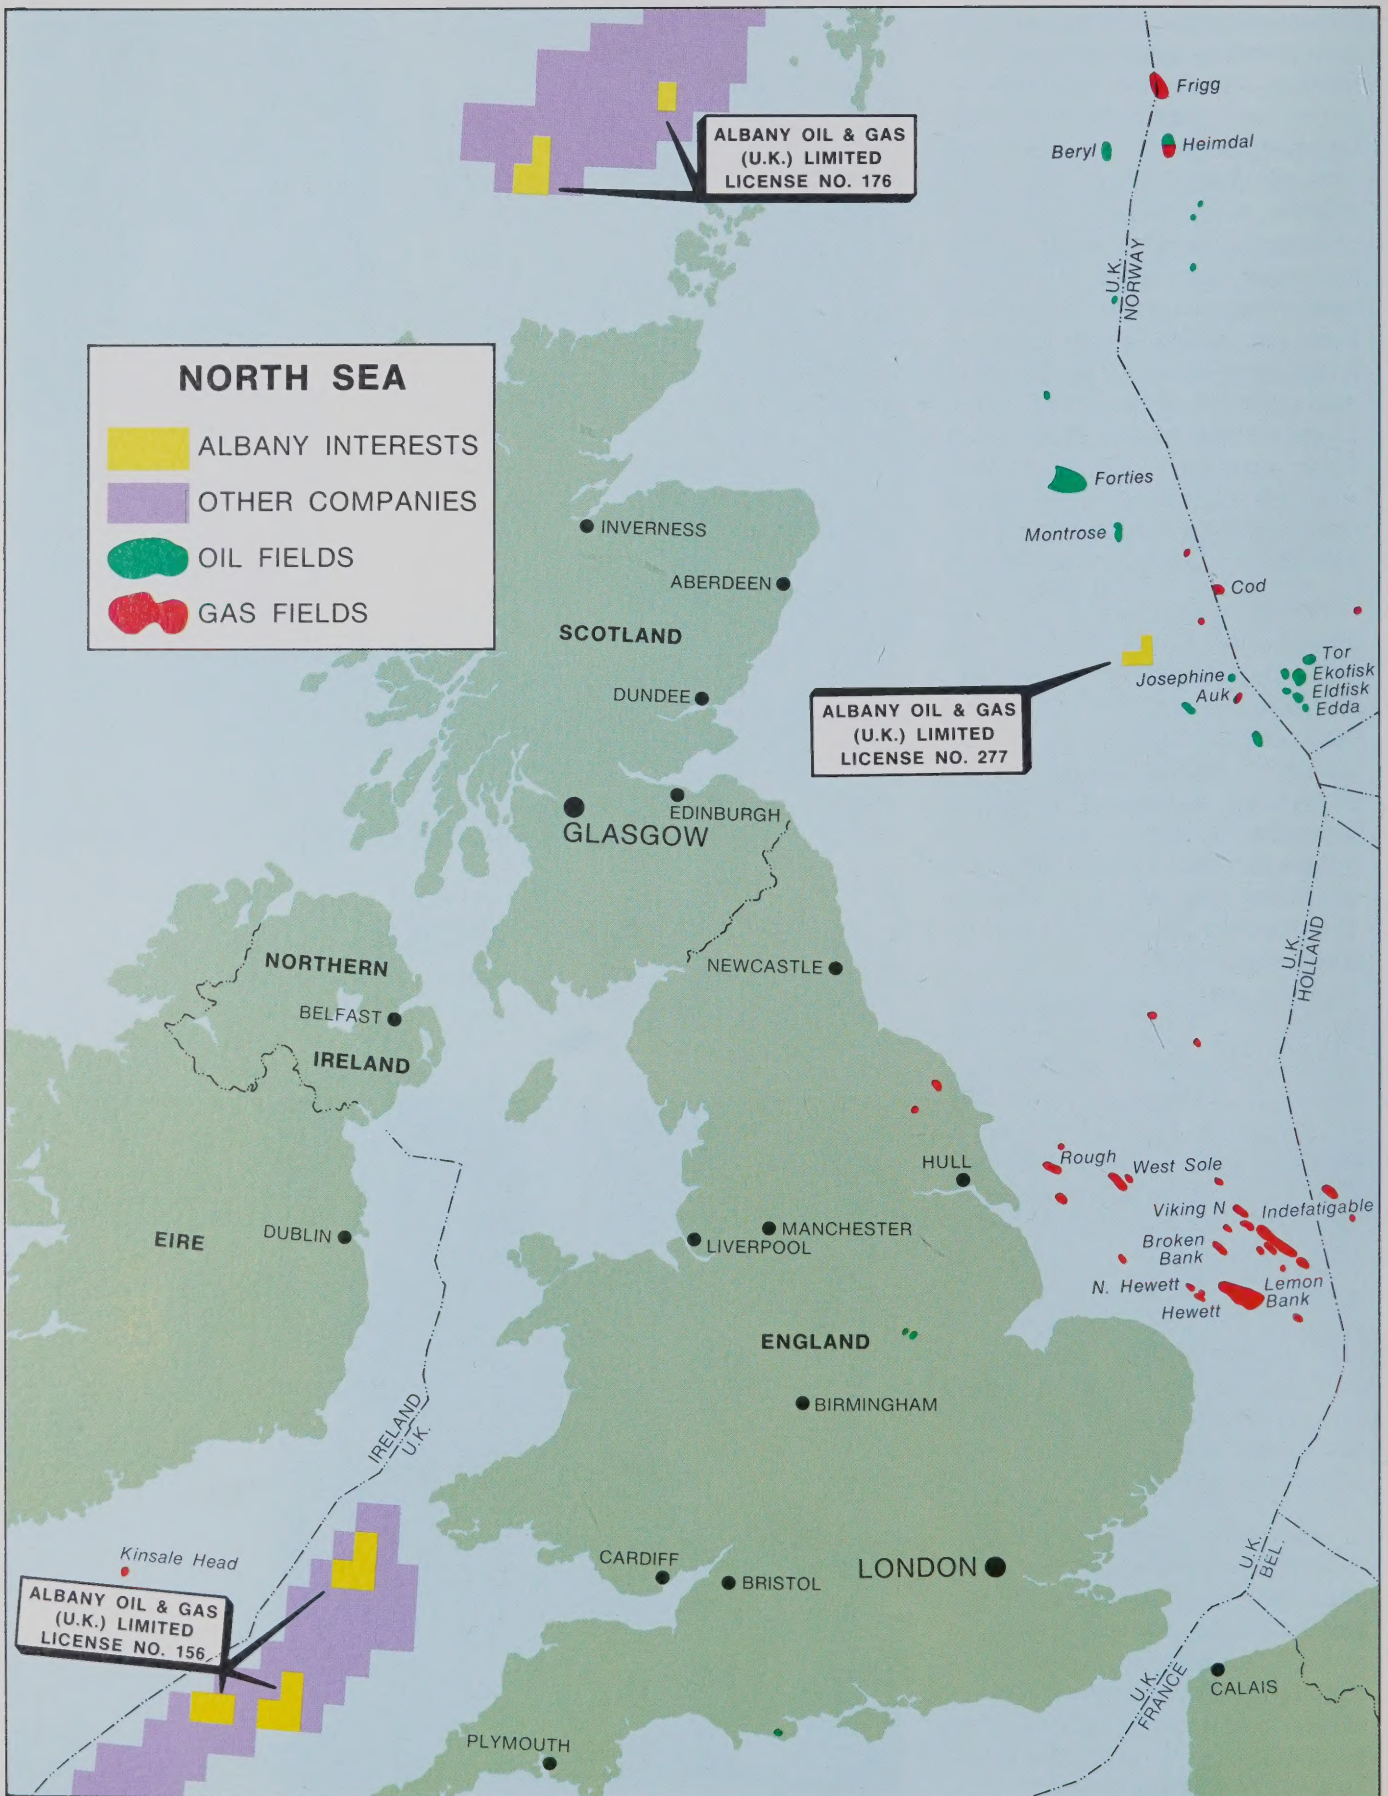 Frigg
Beryl
Heimdal
ALBANY OIL & GAS
(U.K.) LIMITED
LICENSE NO. 176
U.K.
NORWAY
NORTH SEA
ALBANY INTERESTS
OTHER COMPANIES
OIL FIELDS
GAS FIELDS
Forties
Montrose
INVERNESS
ABERDEEN
Cod
SCOTLAND
Tor
Ekofisk
Eldfisk
Edda
Josephine
Auk
DUNDEE
ALBANY OIL & GAS
(U.K.) LIMITED
LICENSE NO. 277
EDINBURGH
GLASGOW
U.K.
HOLLAND
NORTHERN
IRELAND
NEWCASTLE
BELFAST
HULL
Rough
West Sole
Viking N
Indefatigable
Broken
Bank
N. Hewett
Hewett
Lemon
Bank
EIRE
DUBLIN
MANCHESTER
LIVERPOOL
ENGLAND
BIRMINGHAM
IRELAND
U.K.
Kinsale Head
ALBANY OIL & GAS
(U.K.) LIMITED
LICENSE NO. 156
CARDIFF
BRISTOL
LONDON
U.K.
BEL.
U.K.
FRANCE
CALAIS
PLYMOUTH